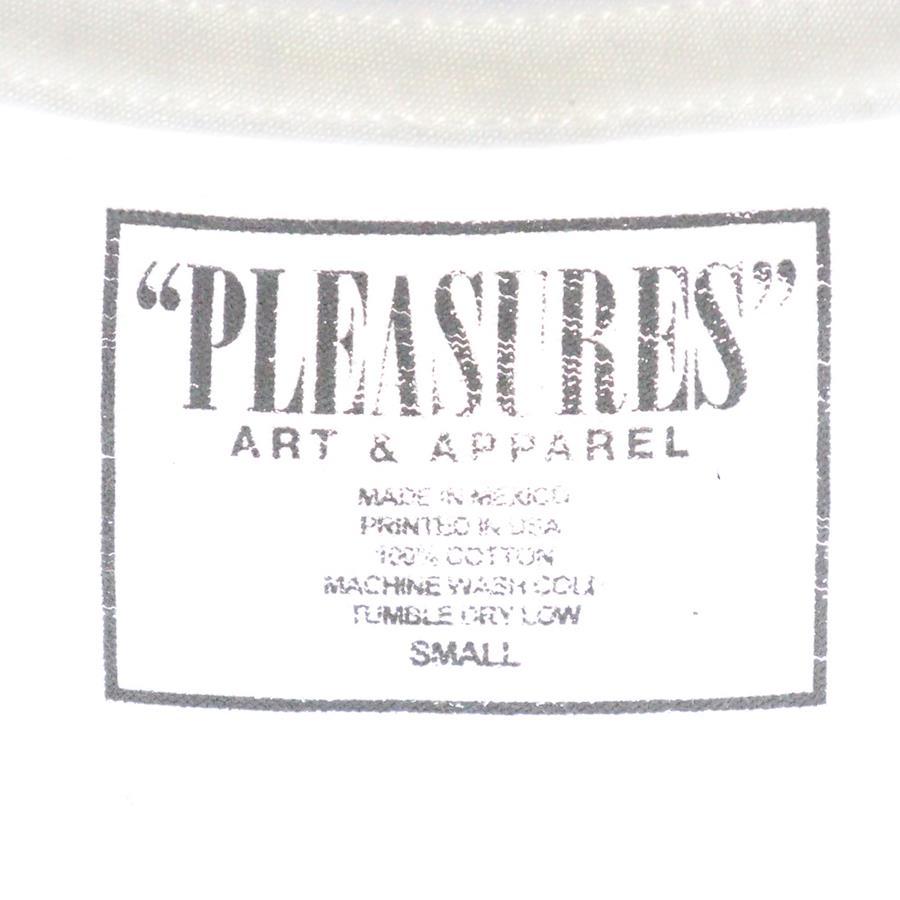 “PLEASURES”
ART & APPAREL
MADE IN MEXICO
PRINTED IN USA
100% COTTON
MACHINE WASH COLD
TUMBLE DRY LOW
SMALL